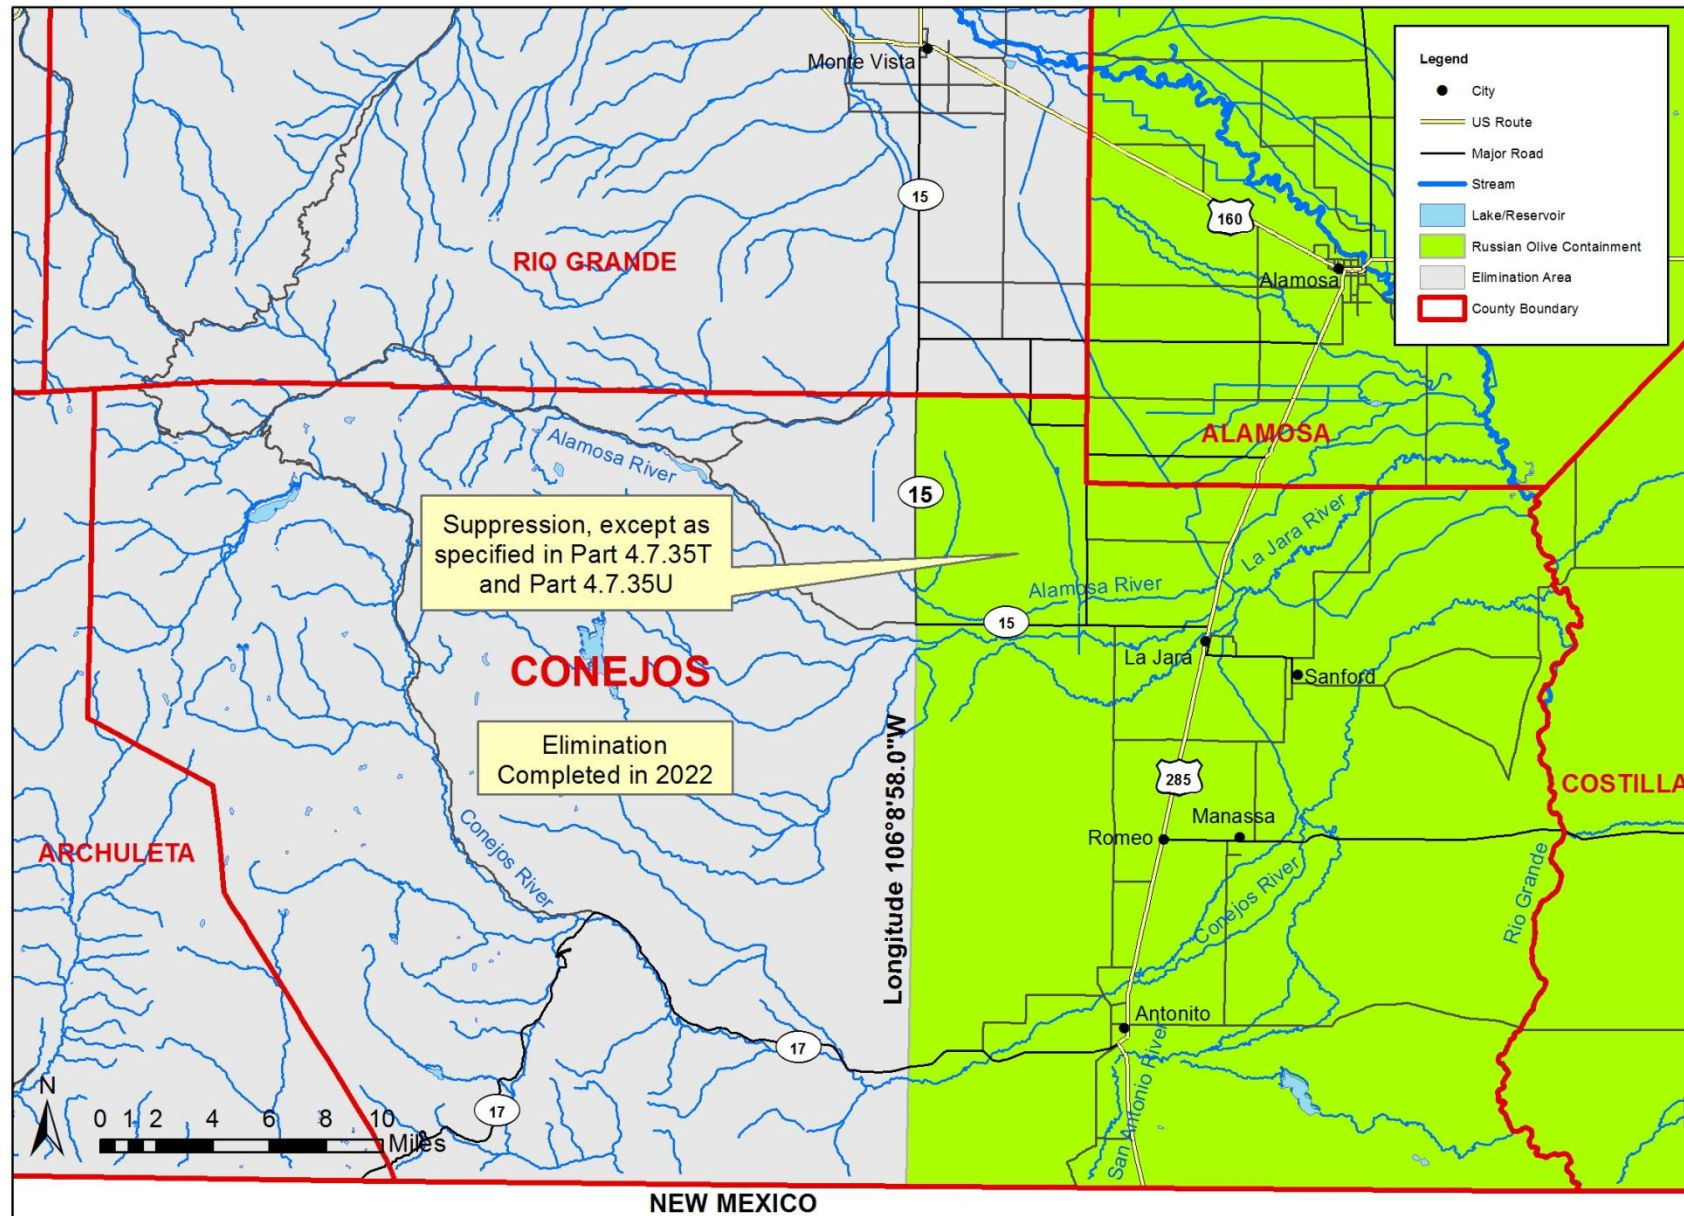 Monte Vista
Legend
City
US Route
Major Road
Stream
Lake/Reservoir
Russian Olive Containment
Elimination Area
County Boundary
15
160
RIO GRANDE
Alamosa
ALAMOSA
Alamosa River
15
Suppression, except as
specified in Part 4.7.35T
and Part 4.7.35U
La Jara River
Alamosa River
15
La Jara
Sanford
CONEJOS
Elimination
Completed in 2022
Longitude 106°8'58.0"W
285
COSTILLA
Manassa
Romeo
ARCHULETA
Conejos River
Conejos River
Rio Grande
Antonito
17
San Antonio River
17
N
0 1 2 4 6 8 10
Miles
NEW MEXICO